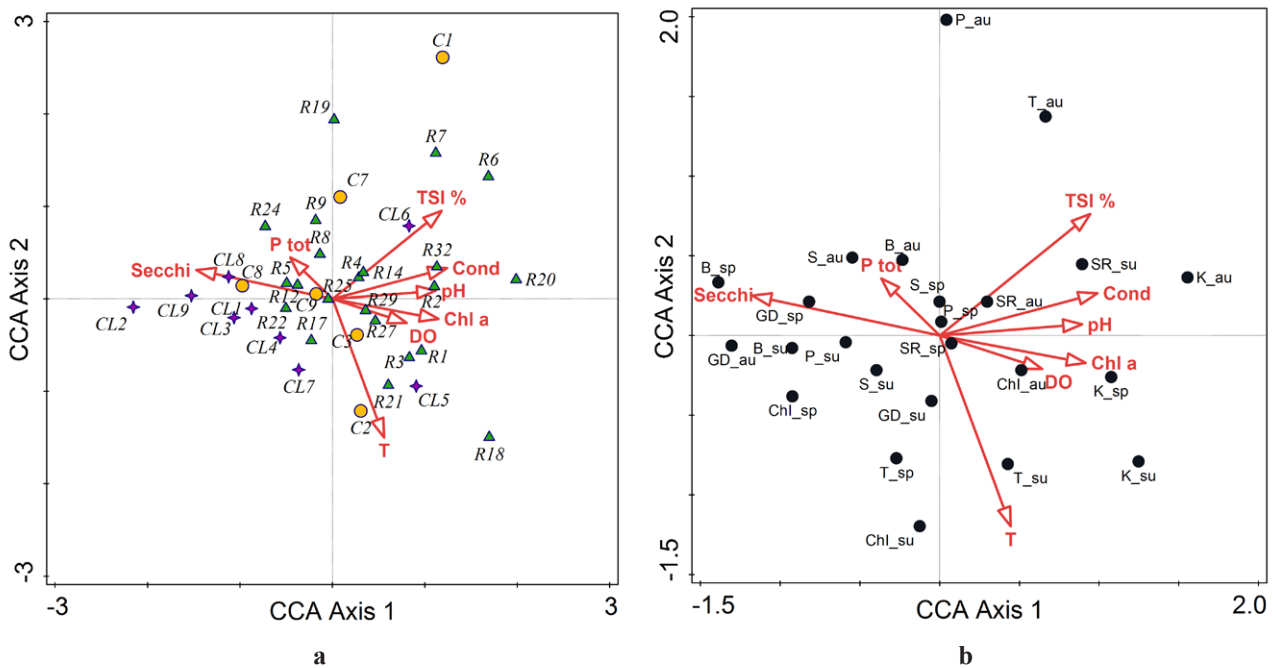 3
C1
R19
R7
R6
C7
TSI %
CL6
R9
R24
R8
P tot
R32
Secchi
CL8
R5
R4
R14
Cond
C8
R20
R25
pH
R2
CL2
CL9
CL1
R12
C9
R29
Chl a
CL3
R22
R17
R27
DO
CL4
C3
R3
R1
CL7
R21
CL5
C2
T
R18
CCA Axis 2
-3
-3
CCA Axis 1
3
a
2.0
P_au
T_au
TSI %
S_au
B_au
SR_su
B_sp
P tot
K_au
Secchi
S_sp
Cond
GD_sp
SR_au
P_sp
pH
GD_au
B_su
P_su
SR_sp
Chl a
S_su
Chl_au
DO
K_sp
Chl_sp
GD_su
T_sp
T_su
K_su
Chl_su
T
CCA Axis 2
-1.5
-1.5
CCA Axis 1
2.0
b